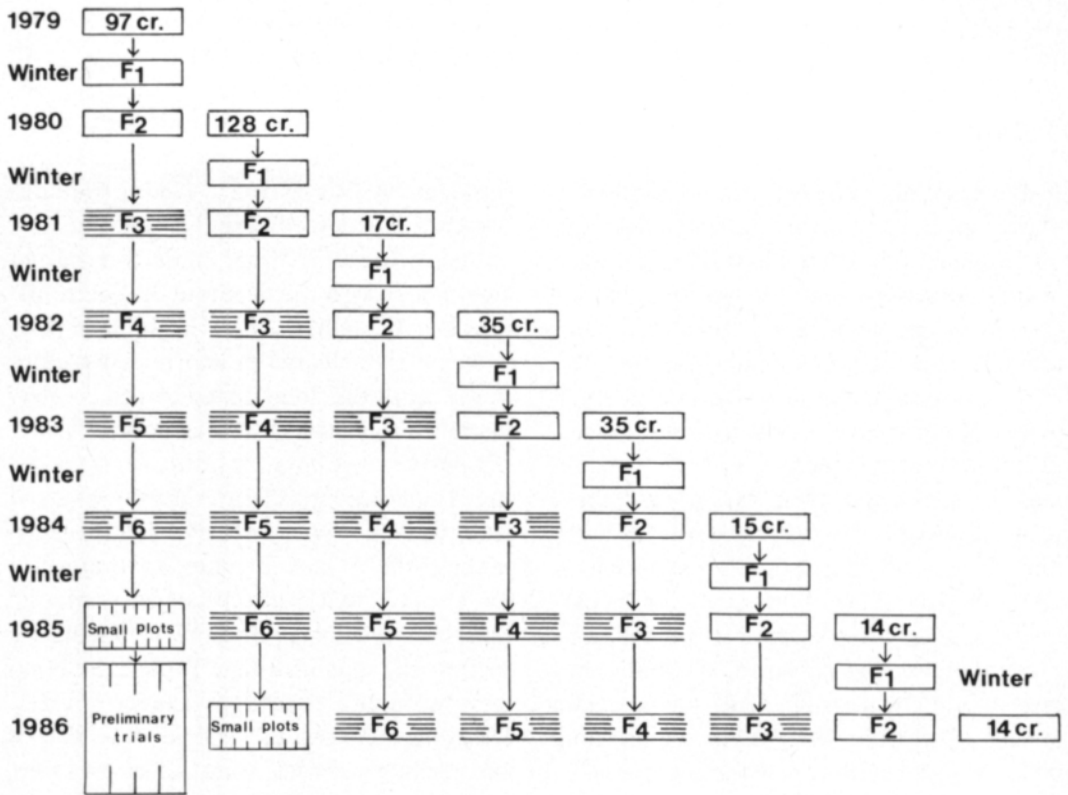 1979 97 cr.
Winter F1
1980 F2 128 cr.
Winter F1
1981 F3 F2 17cr.
Winter F1
1982 F4 F3 F2 35 cr.
Winter F1
1983 F5 F4 F3 F2 35 cr.
Winter F1
1984 F6 F5 F4 F3 F2 15 cr.
Winter F1
1985 Small plots F6 F5 F4 F3 F2 14 cr.
F1 Winter
1986 Preliminary trials Small plots F6 F5 F4 F3 F2 14 cr.